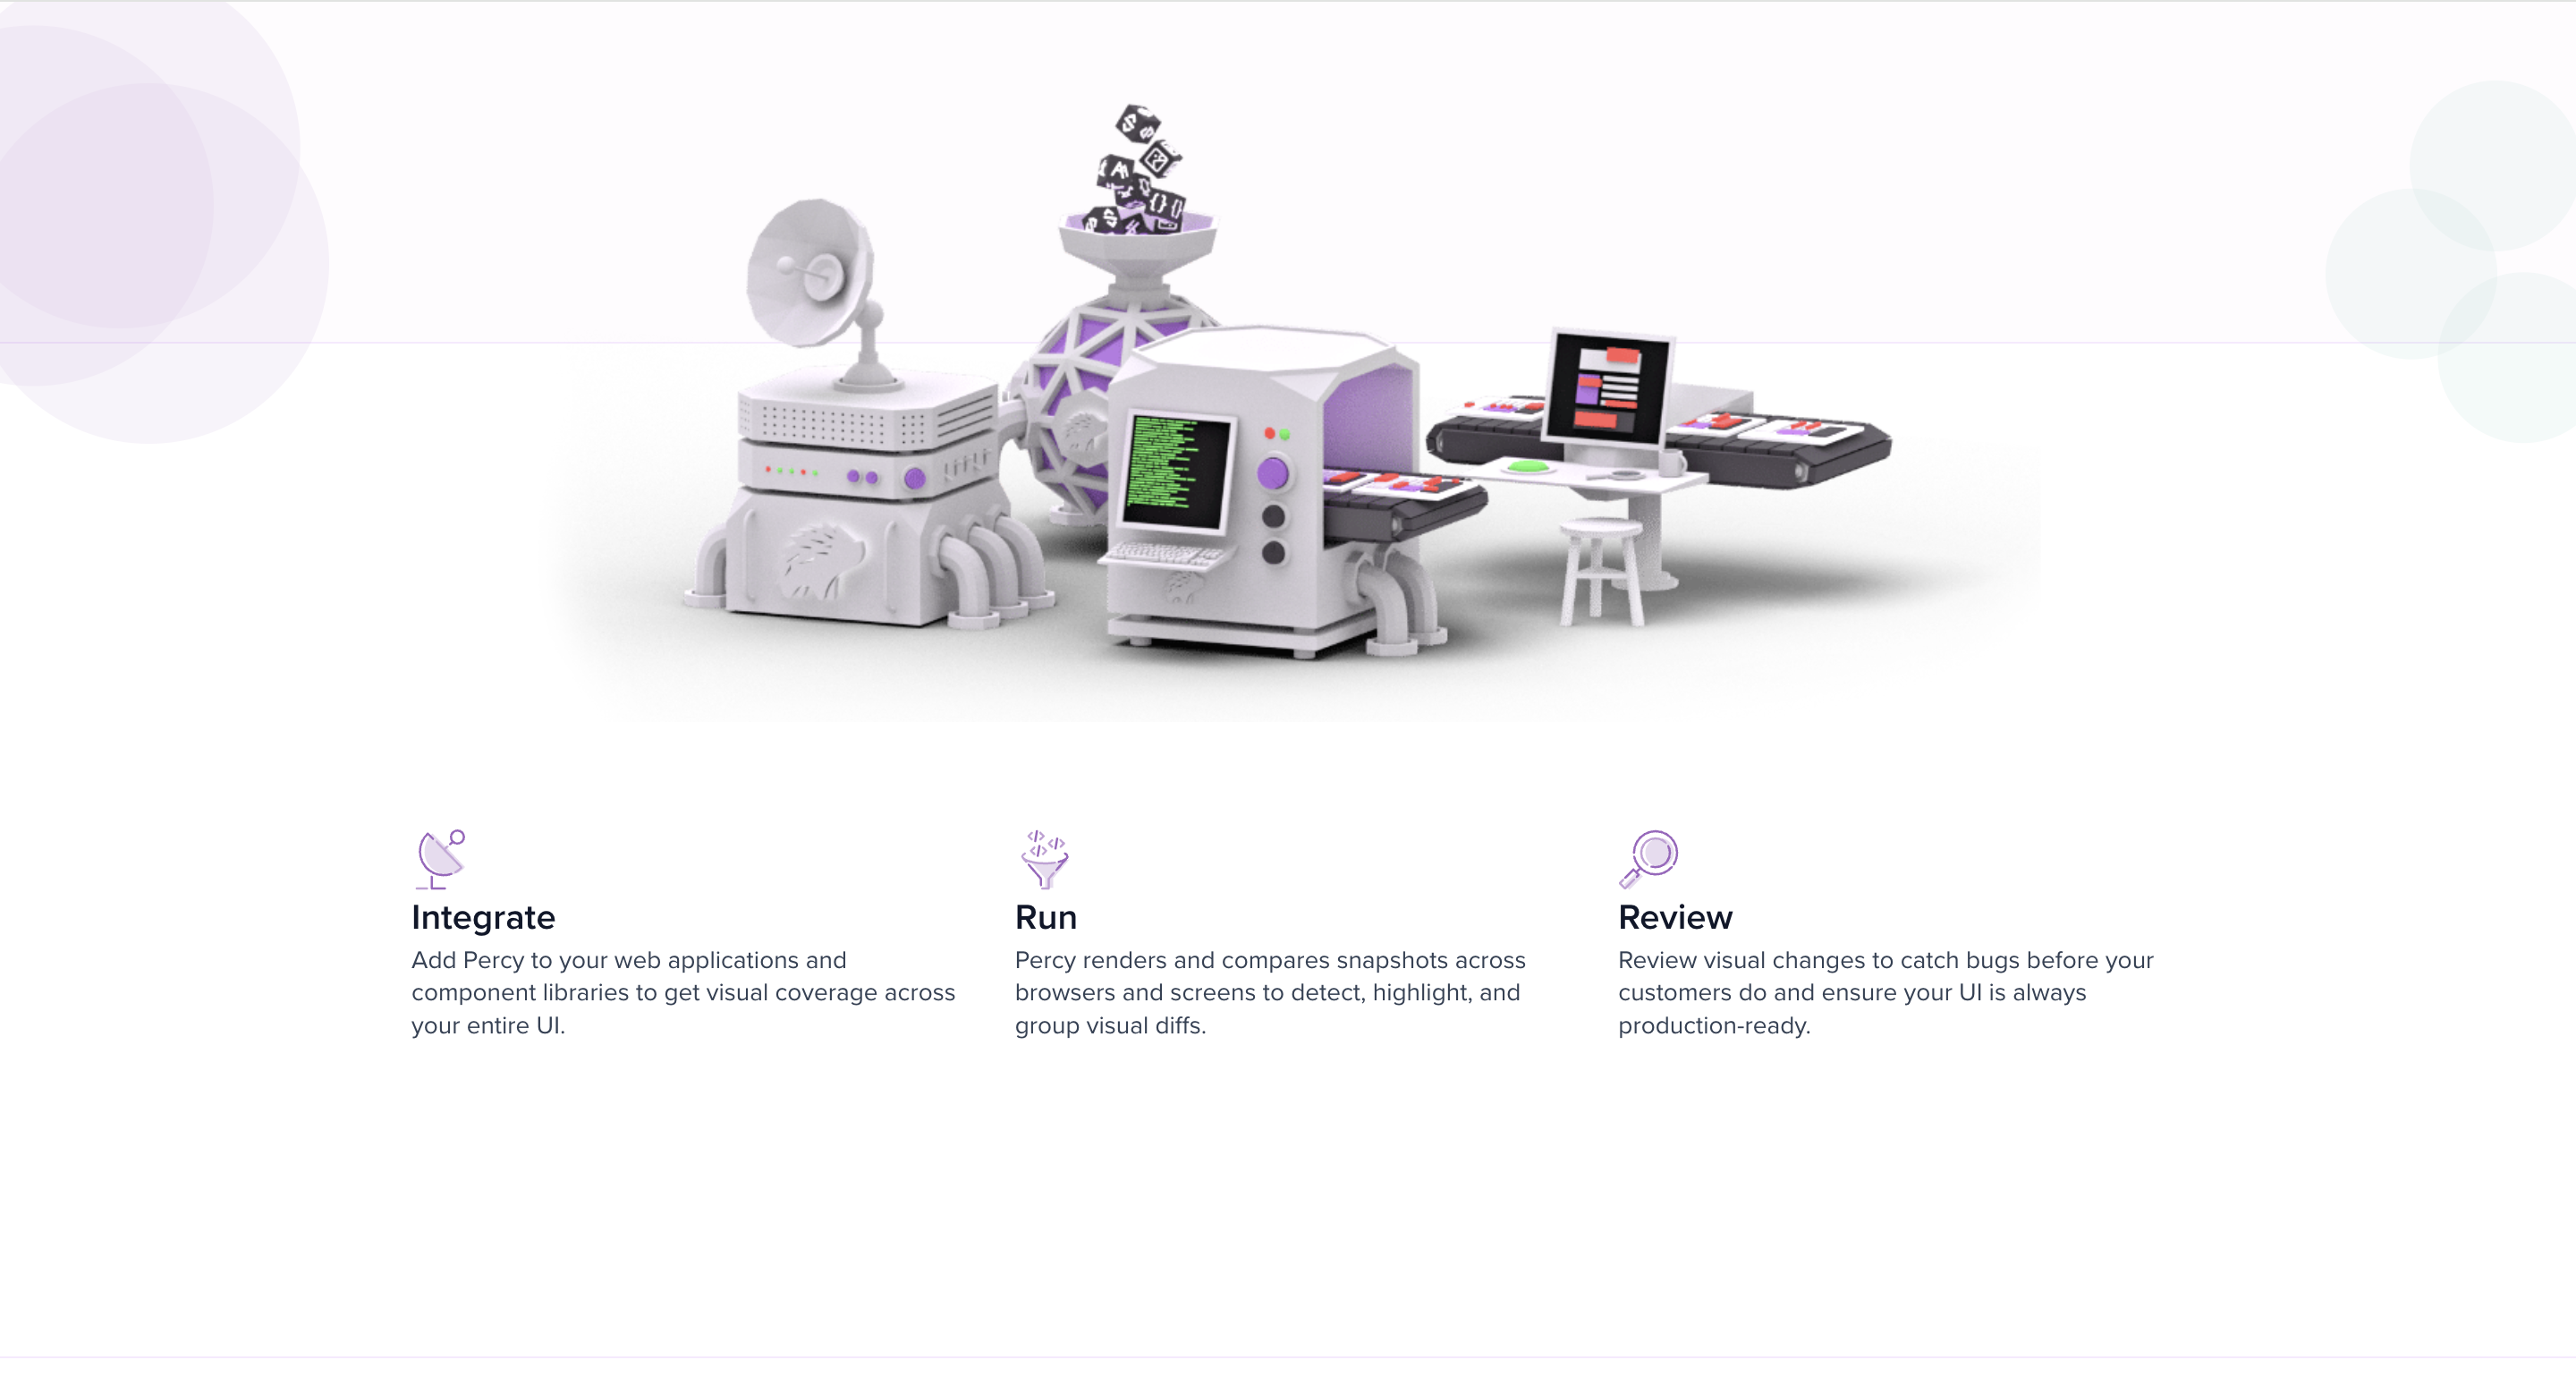 Integrate
Add Percy to your web applications and
component libraries to get visual coverage across
your entire UI.
Run
Percy renders and compares snapshots across
browsers and screens to detect, highlight, and
group visual diffs.
Review
Review visual changes to catch bugs before your
customers do and ensure your UI is always
production-ready.